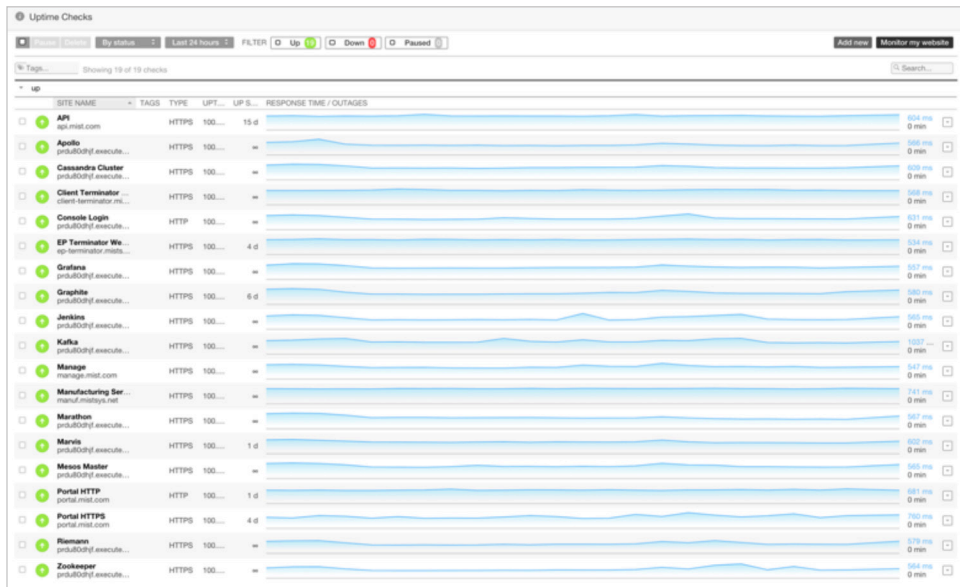 Uptime Checks
Pause Delete By status Last 24 hours FILTER Up 19 Down 0 Paused 0 Add new Monitor my website
Tags... Showing 19 of 19 checks Search...
up
SITE NAME TAGS TYPE UPT... UP S... RESPONSE TIME / OUTAGES
API HTTPS 100.... 15 d 604 ms
api.mist.com 0 min
Apollo HTTPS 100.... ∞ 566 ms
prdu80dhjf.execute... 0 min
Cassandra Cluster HTTPS 100.... ∞ 609 ms
prdu80dhjf.execute... 0 min
Client Terminator ... HTTPS 100.... ∞ 568 ms
client-terminator.mi... 0 min
Console Login HTTP 100.... ∞ 631 ms
prdu80dhjf.execute... 0 min
EP Terminator We... HTTPS 100.... 4 d 534 ms
ep-terminator.mists... 0 min
Grafana HTTPS 100.... ∞ 557 ms
prdu80dhjf.execute... 0 min
Graphite HTTPS 100.... 6 d 580 ms
prdu80dhjf.execute... 0 min
Jenkins HTTPS 100.... ∞ 565 ms
prdu80dhjf.execute... 0 min
Kafka HTTPS 100.... ∞ 1037 ...
prdu80dhjf.execute... 0 min
Manage HTTPS 100.... ∞ 547 ms
manage.mist.com 0 min
Manufacturing Ser... HTTPS 100.... ∞ 741 ms
manuf.mistsys.net 0 min
Marathon HTTPS 100.... ∞ 567 ms
prdu80dhjf.execute... 0 min
Marvis HTTPS 100.... 1 d 602 ms
prdu80dhjf.execute... 0 min
Mesos Master HTTPS 100.... ∞ 565 ms
prdu80dhjf.execute... 0 min
Portal HTTP HTTP 100.... 1 d 681 ms
portal.mist.com 0 min
Portal HTTPS HTTPS 100.... 4 d 760 ms
portal.mist.com 0 min
Riemann HTTPS 100.... ∞ 579 ms
prdu80dhjf.execute... 0 min
Zookeeper HTTPS 100.... ∞ 564 ms
prdu80dhjf.execute... 0 min